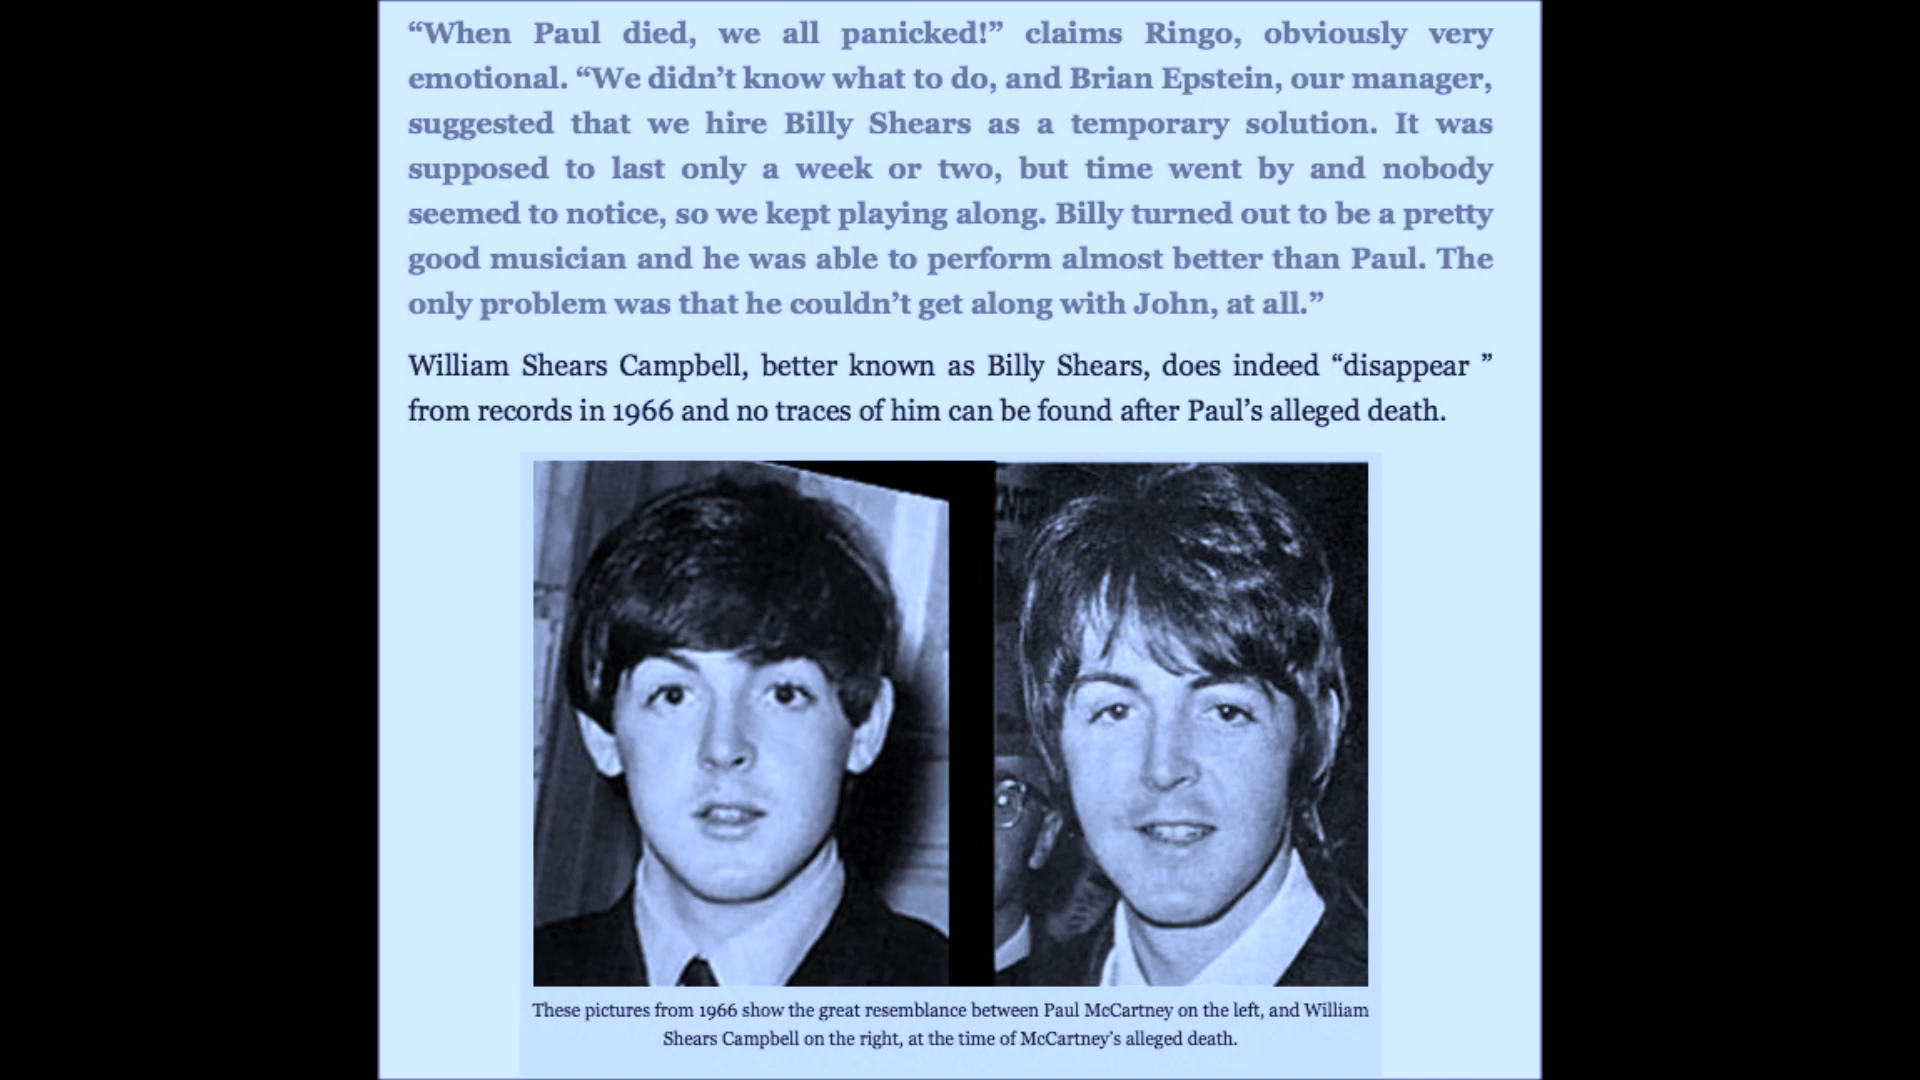 “When Paul died, we all panicked!” claims Ringo, obviously very
emotional. “We didn’t know what to do, and Brian Epstein, our manager,
suggested that we hire Billy Shears as a temporary solution. It was
supposed to last only a week or two, but time went by and nobody
seemed to notice, so we kept playing along. Billy turned out to be a pretty
good musician and he was able to perform almost better than Paul. The
only problem was that he couldn’t get along with John, at all.”
William Shears Campbell, better known as Billy Shears, does indeed “disappear ”
from records in 1966 and no traces of him can be found after Paul’s alleged death.
These pictures from 1966 show the great resemblance between Paul McCartney on the left, and William
Shears Campbell on the right, at the time of McCartney’s alleged death.